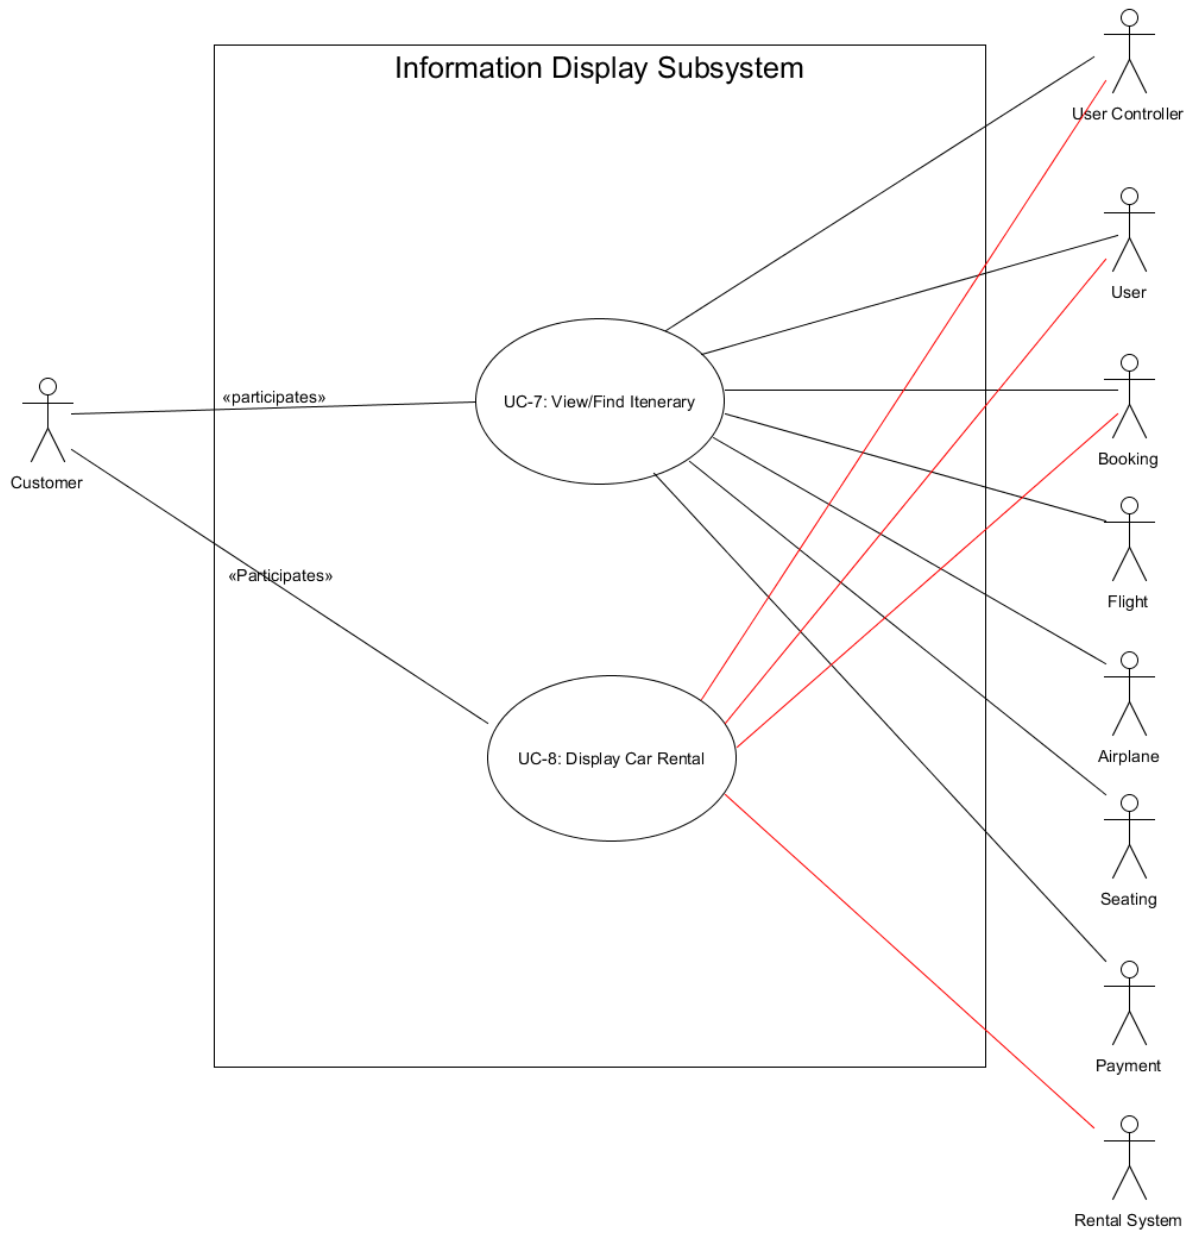 Information Display Subsystem
User Controller
User
«participates»
UC-7: View/Find Itenerary
Booking
Customer
«Participates»
Flight
UC-8: Display Car Rental
Airplane
Seating
Payment
Rental System